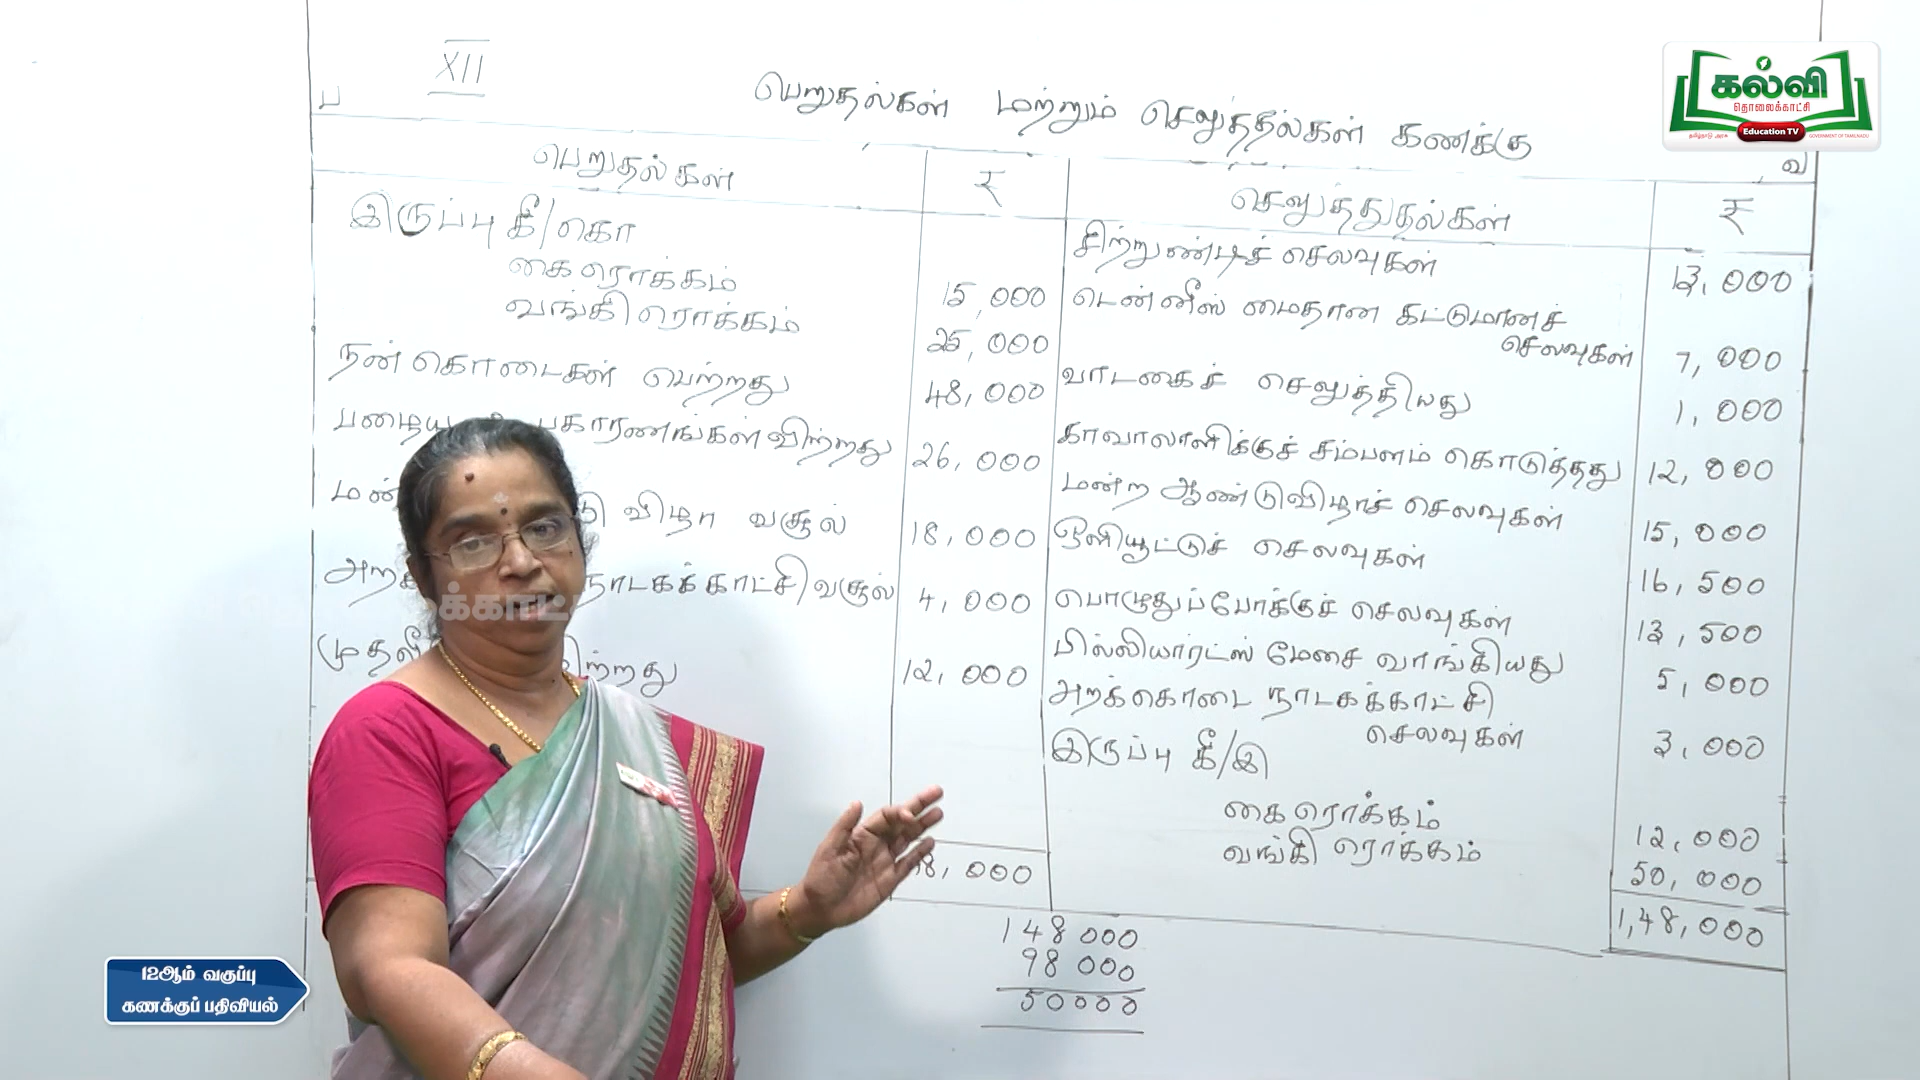 XII
பெறுதல்கள் மற்றும் செலுத்தல்கள் கணக்கு
ப
வ
பெறுதல்கள் ₹ செலுத்துதல்கள் ₹
இருப்பு கீ/கொ
கைரொக்கம் 15,000
வங்கி ரொக்கம் 25,000
நன்கொடைகள் பெற்றது 48,000
விற்றது 26,000
விழா வசூல் 18,000
நாடகக்காட்சி வசூல் 4,000
12,000
8,000
சிற்றுண்டிச் செலவுகள் 13,000
டென்னீஸ் மைதான கட்டுமானச்
செலவுகள் 7,000
வாடகைச் செலுத்தியது 1,000
காவலாளிக்குச் சம்பளம் கொடுத்தது 12,000
மன்ற ஆண்டுவிழாச் செலவுகள் 15,000
ஒளியூட்டுச் செலவுகள் 16,500
பொழுதுப்போக்குச் செலவுகள் 13,500
பில்லியார்ட்ஸ் மேசை வாங்கியது 5,000
அறக்கொடை நாடகக்காட்சி
செலவுகள் 3,000
இருப்பு கீ/இ
கைரொக்கம் 12,000
வங்கி ரொக்கம் 50,000
1,48,000
148000
98000
50000
கல்வி
தொலைக்காட்சி
Education TV
12ஆம் வகுப்பு
கணக்குப் பதிவியல்